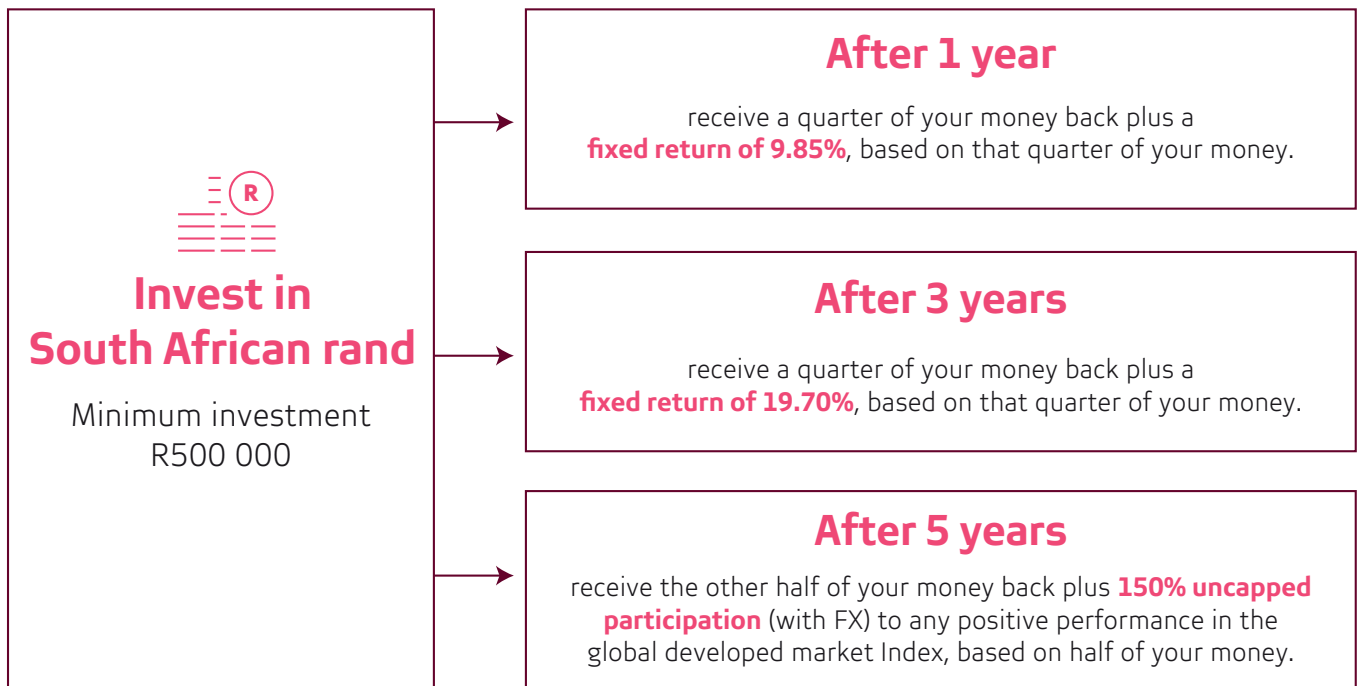 R
Invest in
South African rand
Minimum investment
R500 000
After 1 year
receive a quarter of your money back plus a
fixed return of 9.85%, based on that quarter of your money.
After 3 years
receive a quarter of your money back plus a
fixed return of 19.70%, based on that quarter of your money.
After 5 years
receive the other half of your money back plus 150% uncapped
participation (with FX) to any positive performance in the
global developed market Index, based on half of your money.